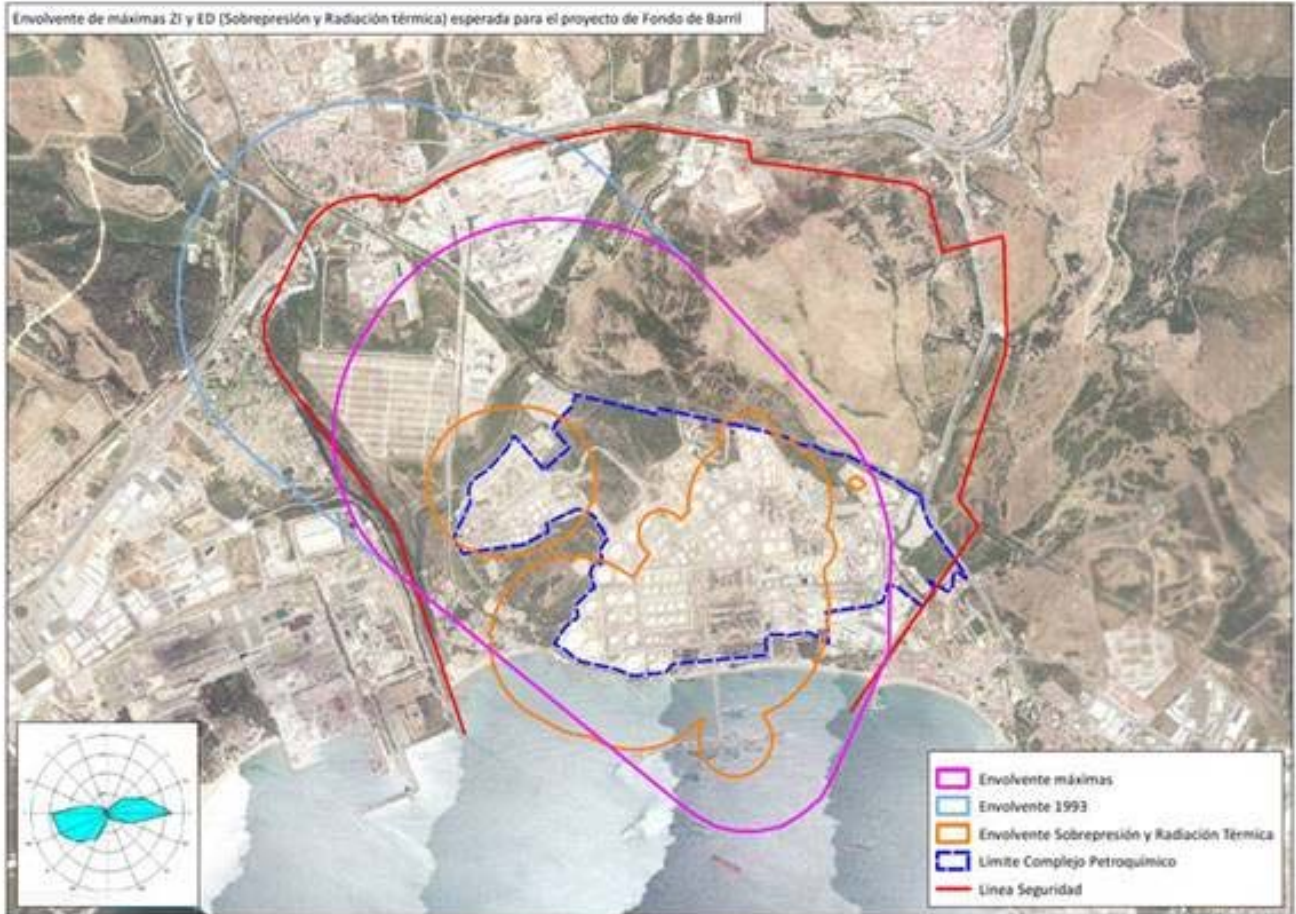 Envolvente de máximas ZI y ED (Sobrepresión y Radiación térmica) esperada para el proyecto de Fondo de Barril
Envolvente máximas
Envolvente 1993
Envolvente Sobrepresión y Radiación Térmica
Límite Complejo Petroquímico
Linea Seguridad